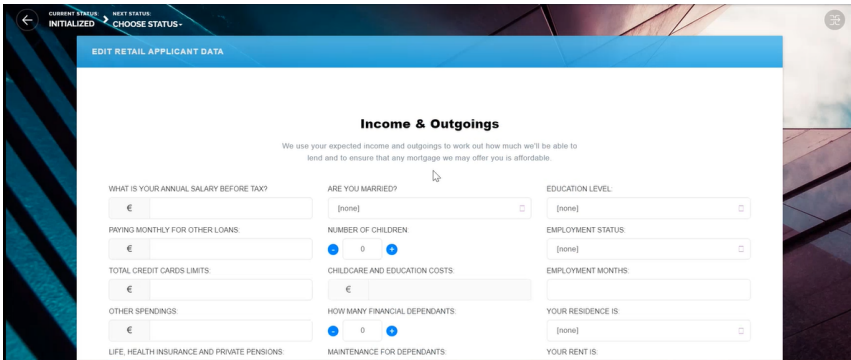 CURRENT STATUS:
INITIALIZED
NEXT STATUS:
CHOOSE STATUS
EDIT RETAIL APPLICANT DATA
Income & Outgoings
We use your expected income and outgoings to work out how much we'll be able to
lend and to ensure that any mortgage we may offer you is affordable.
WHAT IS YOUR ANNUAL SALARY BEFORE TAX?
€
ARE YOU MARRIED?
[none]
EDUCATION LEVEL:
[none]
PAYING MONTHLY FOR OTHER LOANS:
€
NUMBER OF CHILDREN:
- 0 +
EMPLOYMENT STATUS:
[none]
TOTAL CREDIT CARDS LIMITS:
€
CHILDCARE AND EDUCATION COSTS:
€
EMPLOYMENT MONTHS:
OTHER SPENDINGS:
€
HOW MANY FINANCIAL DEPENDANTS:
- 0 +
YOUR RESIDENCE IS:
[none]
LIFE, HEALTH INSURANCE AND PRIVATE PENSIONS:
MAINTENANCE FOR DEPENDANTS:
YOUR RENT IS: